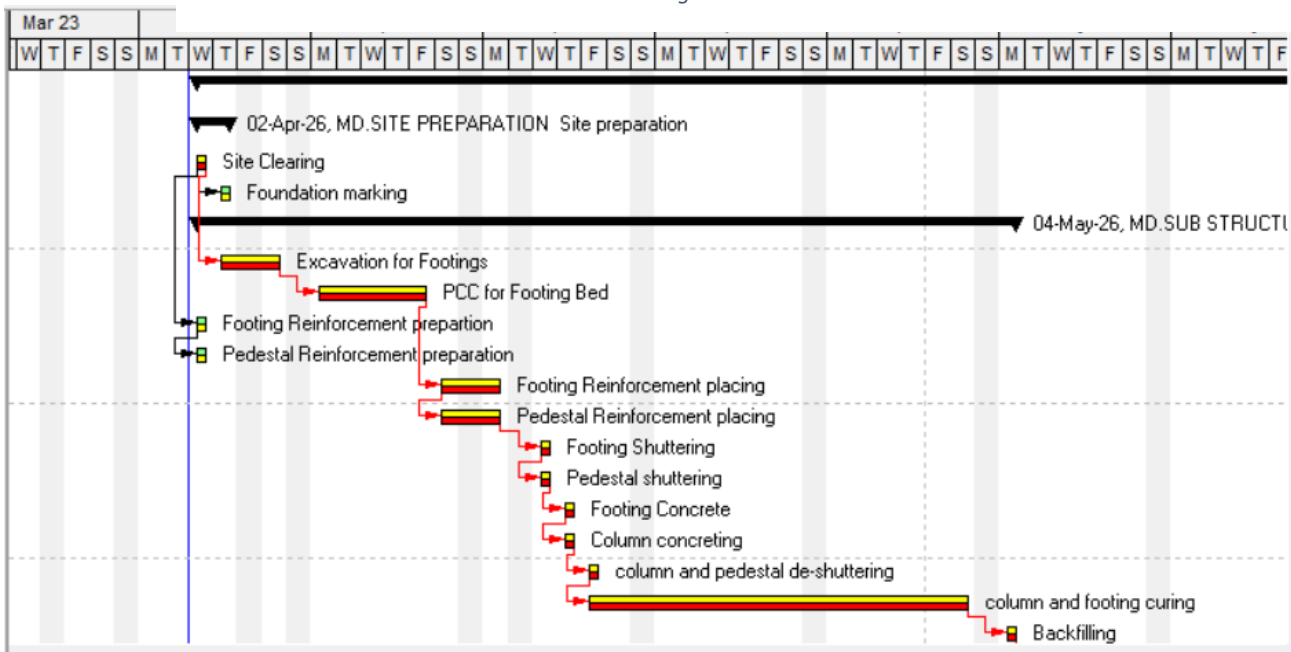 Mar 23
W T F S S M T W T F S S M T W T F S S M T W T F S S M T W T F S S M T W T F S S M T W T F S S M T W T F
02-Apr-26, MD.SITE PREPARATION Site preparation
Site Clearing
Foundation marking
04-May-26, MD.SUB STRUCTU
Excavation for Footings
PCC for Footing Bed
Footing Reinforcement prepartion
Pedestal Reinforcement preparation
Footing Reinforcement placing
Pedestal Reinforcement placing
Footing Shuttering
Pedestal shuttering
Footing Concrete
Column concreting
column and pedestal de-shuttering
column and footing curing
Backfilling